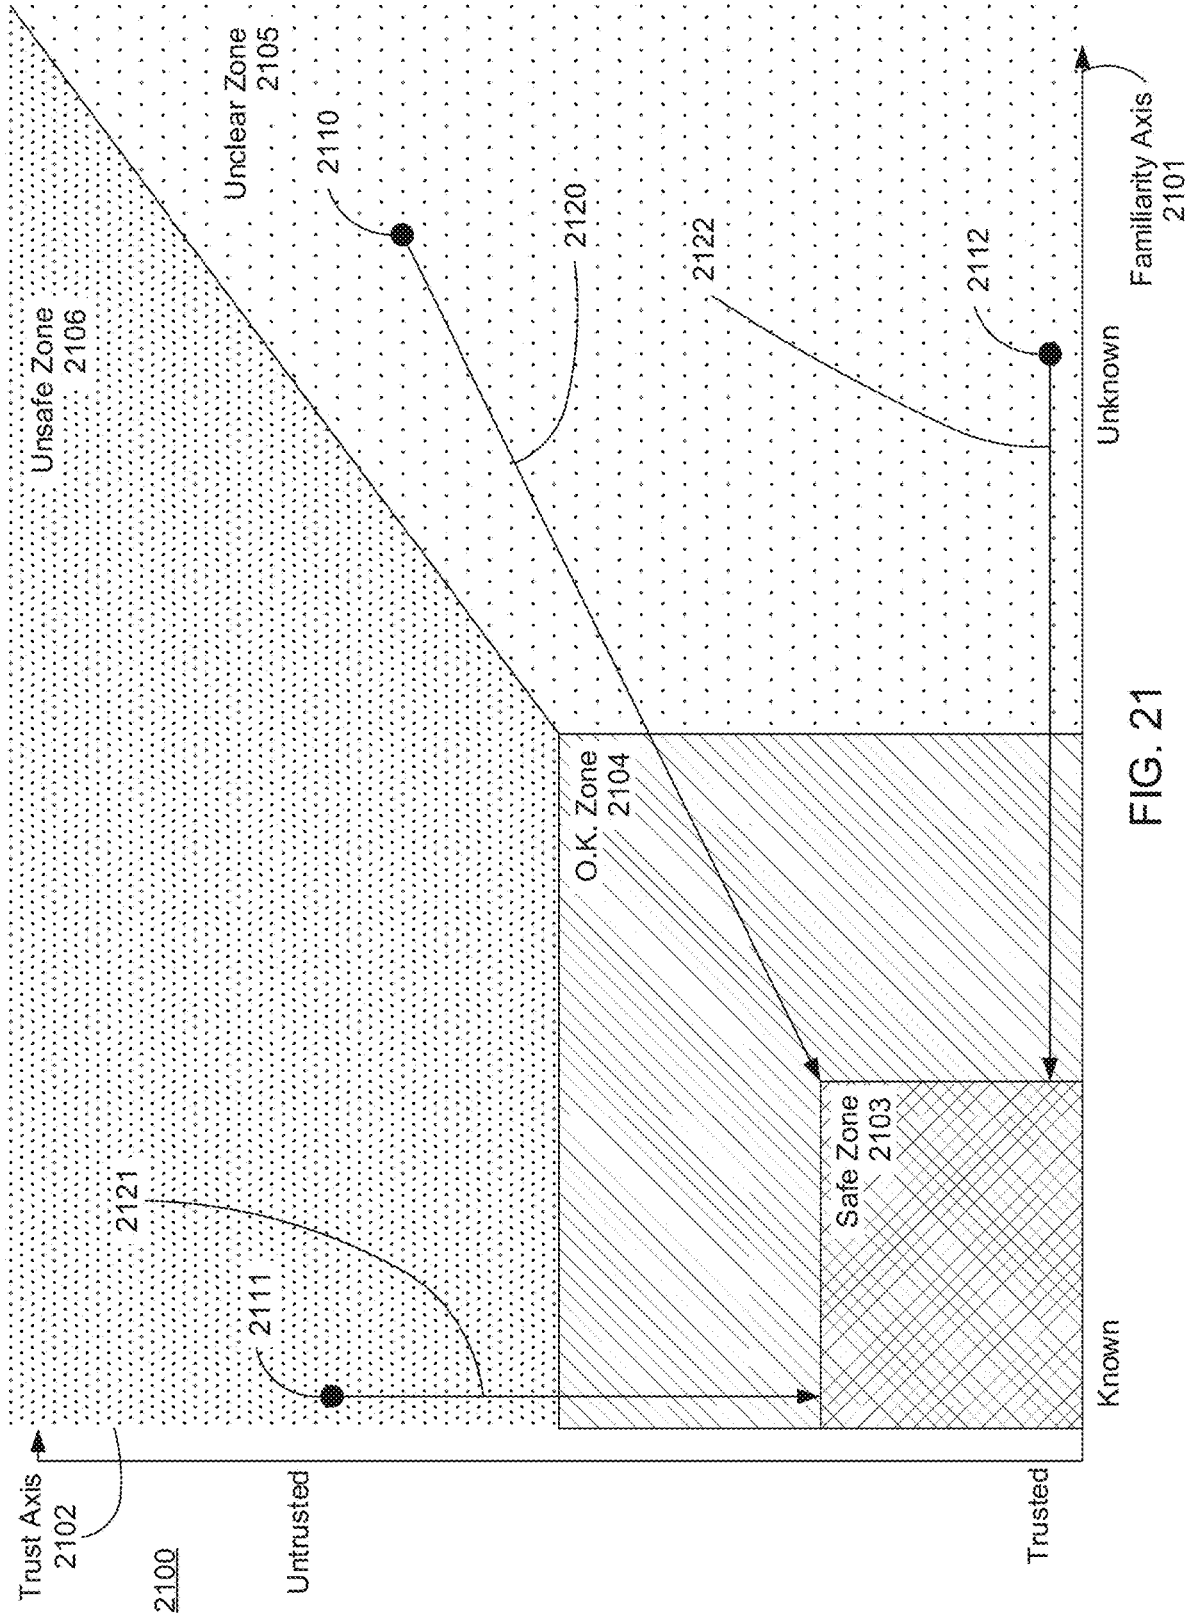 Trust Axis
2102
2100
Untrusted
Trusted
Unsafe Zone
2106
Unclear Zone
2105
2110
2120
2122
2112
2121
2111
O.K. Zone
2104
Safe Zone
2103
Known
Unknown
Familiarity Axis
2101
FIG. 21